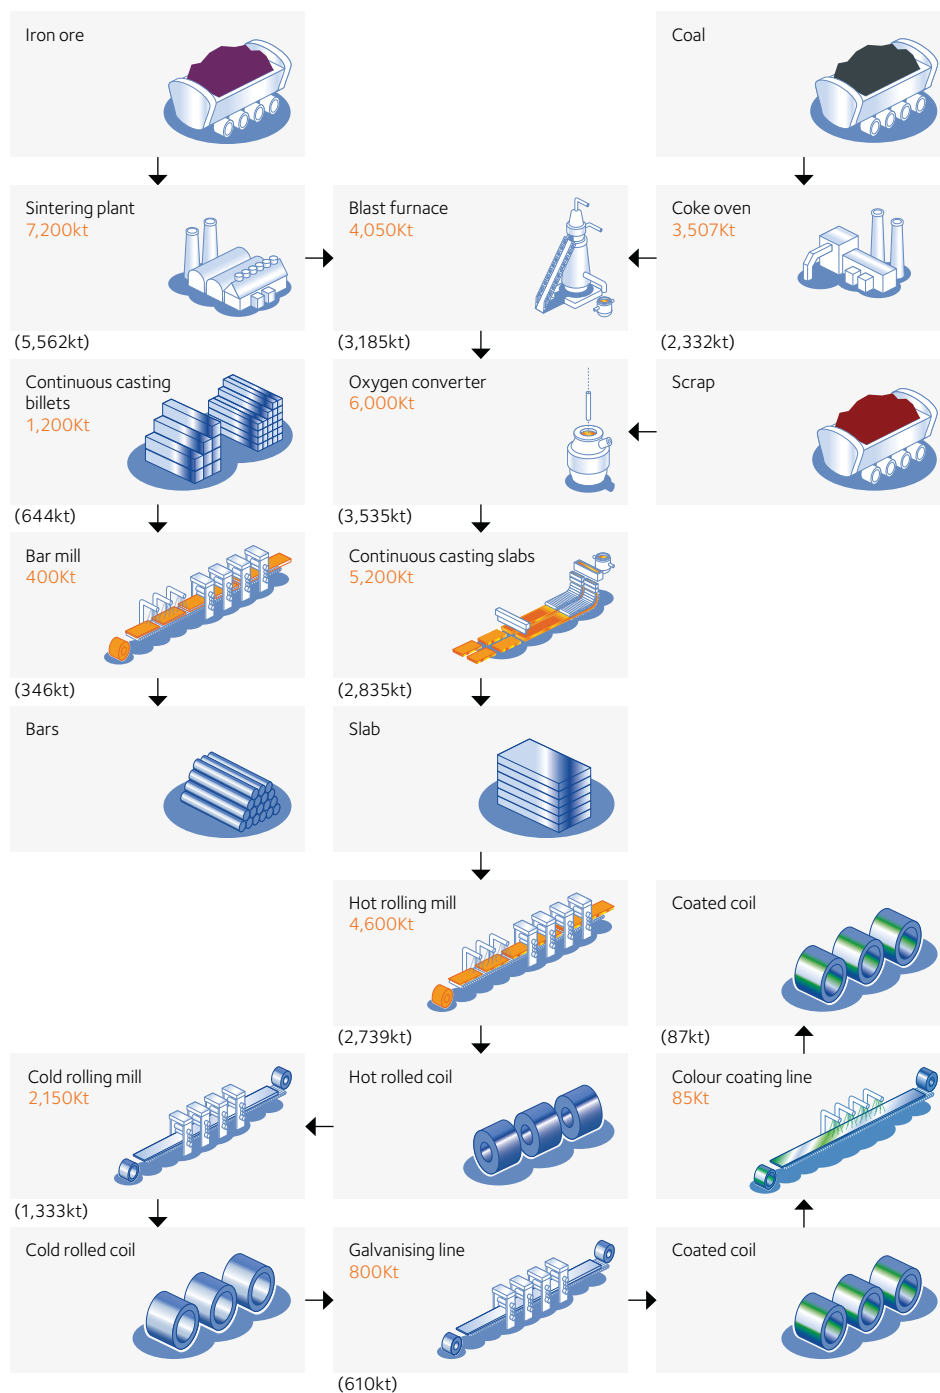 Iron ore
Coal
Sintering plant
7,200kt
Blast furnace
4,050Kt
Coke oven
3,507Kt
(5,562kt)
(3,185kt)
(2,332kt)
Continuous casting
billets
1,200Kt
Oxygen converter
6,000Kt
Scrap
(644kt)
(3,535kt)
Bar mill
400Kt
Continuous casting slabs
5,200Kt
(346kt)
(2,835kt)
Bars
Slab
Hot rolling mill
4,600Kt
Coated coil
(2,739kt)
(87kt)
Cold rolling mill
2,150Kt
Hot rolled coil
Colour coating line
85Kt
(1,333kt)
Cold rolled coil
Galvanising line
800Kt
Coated coil
(610kt)